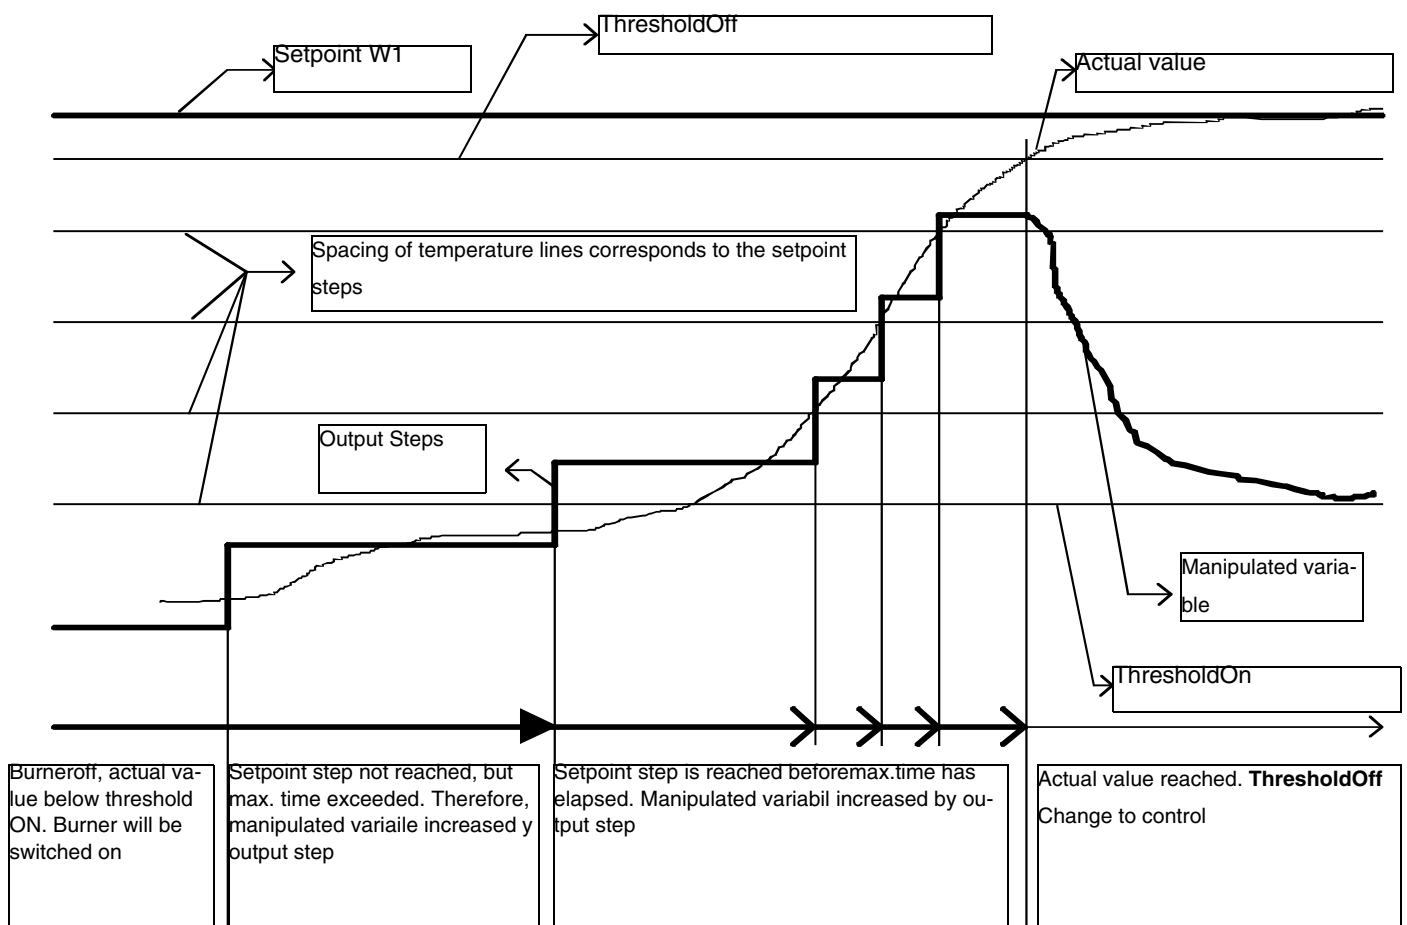 ThresholdOff
Setpoint W1
Actual value
Spacing of temperature lines corresponds to the setpoint
steps
Output Steps
Manipulated varia-
ble
ThresholdOn
Burneroff, actual va-
lue below threshold
ON. Burner will be
switched on
Setpoint step not reached, but
max. time exceeded. Therefore,
manipulated variaile increased y
output step
Setpoint step is reached beforemax.time has
elapsed. Manipulated variabil increased by ou-
tput step
Actual value reached. ThresholdOff
Change to control